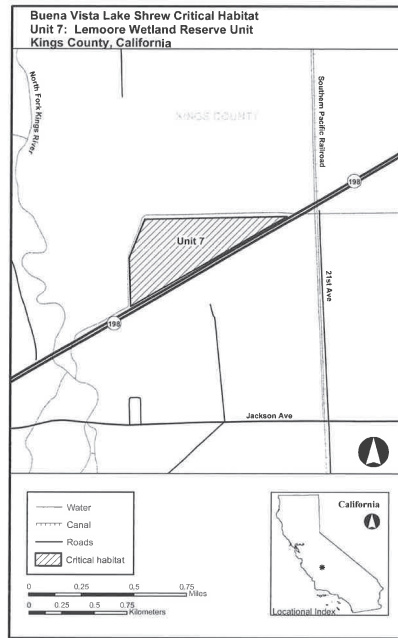 Buena Vista Lake Shrew Critical Habitat
Unit 7: Lemoore Wetland Reserve Unit
Kings County, California
North Fork Kings River
KINGS COUNTY
Southern Pacific Railroad
198
Unit 7
21st Ave
198
Jackson Ave
Water
Canal
Roads
Critical habitat
California
Locational Index
0 0.25 0.5 0.75
Miles
0 0.25 0.5 0.75
Kilometers